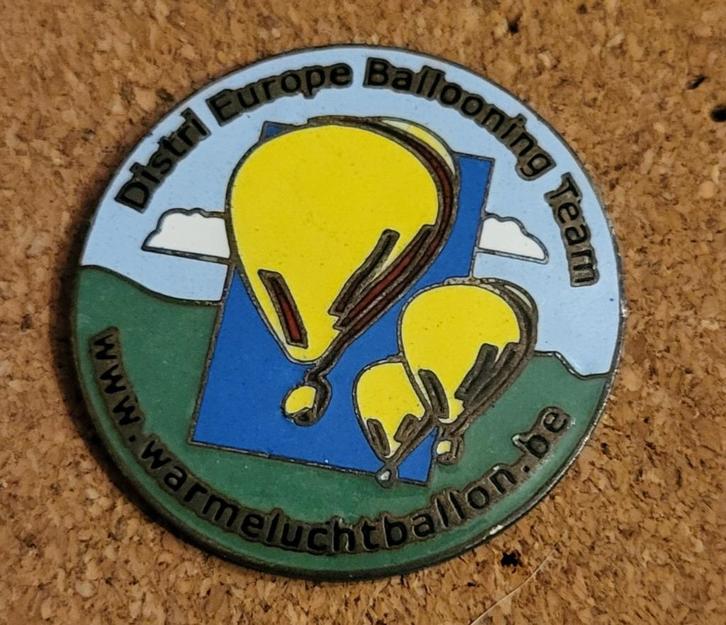 Distri Europe Ballooning Team
www.warmeluchtballon.be